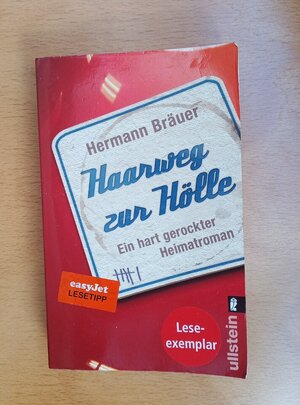 Hermann Bräuer
Haarweg
zur Hölle
Ein hart gerockter
Heimatroman
easyJet
LESETIPP
Lese-
exemplar
ullstein